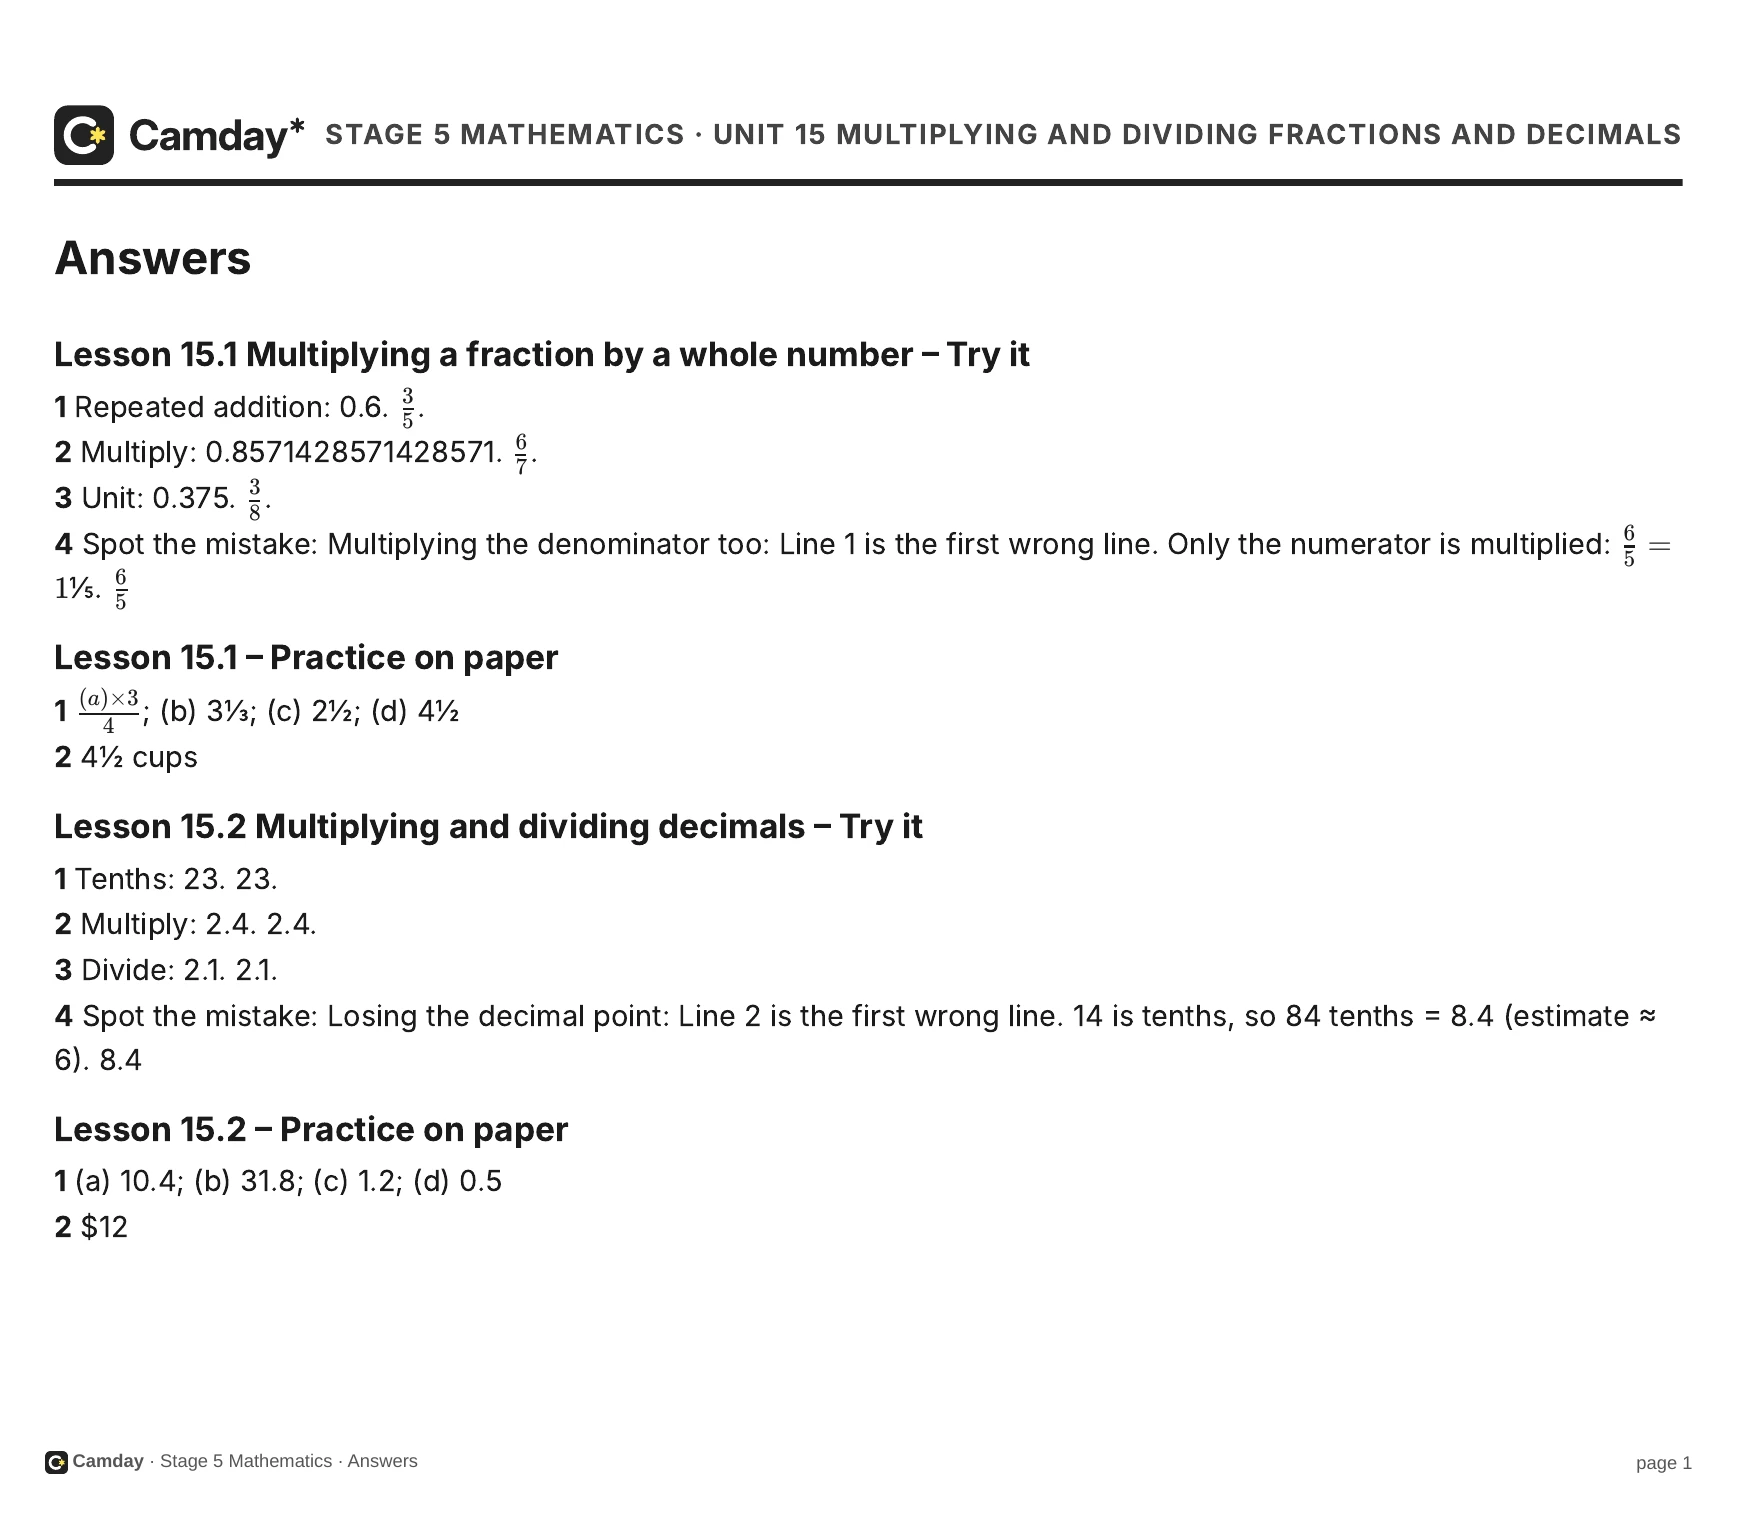 Camday* STAGE 5 MATHEMATICS · UNIT 15 MULTIPLYING AND DIVIDING FRACTIONS AND DECIMALS
Answers
Lesson 15.1 Multiplying a fraction by a whole number – Try it
1 Repeated addition: 0.6. 3/5.
2 Multiply: 0.8571428571428571. 6/7.
3 Unit: 0.375. 3/8.
4 Spot the mistake: Multiplying the denominator too: Line 1 is the first wrong line. Only the numerator is multiplied: 6/5 =
1⅕. 6/5
Lesson 15.1 – Practice on paper
1 (a)×3/4; (b) 3⅓; (c) 2½; (d) 4½
2 4½ cups
Lesson 15.2 Multiplying and dividing decimals – Try it
1 Tenths: 23. 23.
2 Multiply: 2.4. 2.4.
3 Divide: 2.1. 2.1.
4 Spot the mistake: Losing the decimal point: Line 2 is the first wrong line. 14 is tenths, so 84 tenths = 8.4 (estimate ≈
6). 8.4
Lesson 15.2 – Practice on paper
1 (a) 10.4; (b) 31.8; (c) 1.2; (d) 0.5
2 $12
Camday · Stage 5 Mathematics · Answers
page 1